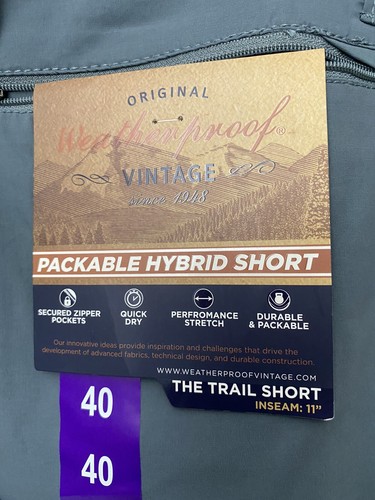 ORIGINAL
Weatherproof®
VINTAGE
since 1948
PACKABLE HYBRID SHORT
SECURED ZIPPER
POCKETS
QUICK
DRY
PERFROMANCE
STRETCH
DURABLE
& PACKABLE
Our innovative ideas provide inspiration and challenges that drive the
development of advanced fabrics, technical design, and durable construction.
WWW.WEATHERPROOFVINTAGE.COM
THE TRAIL SHORT
INSEAM: 11"
40
40